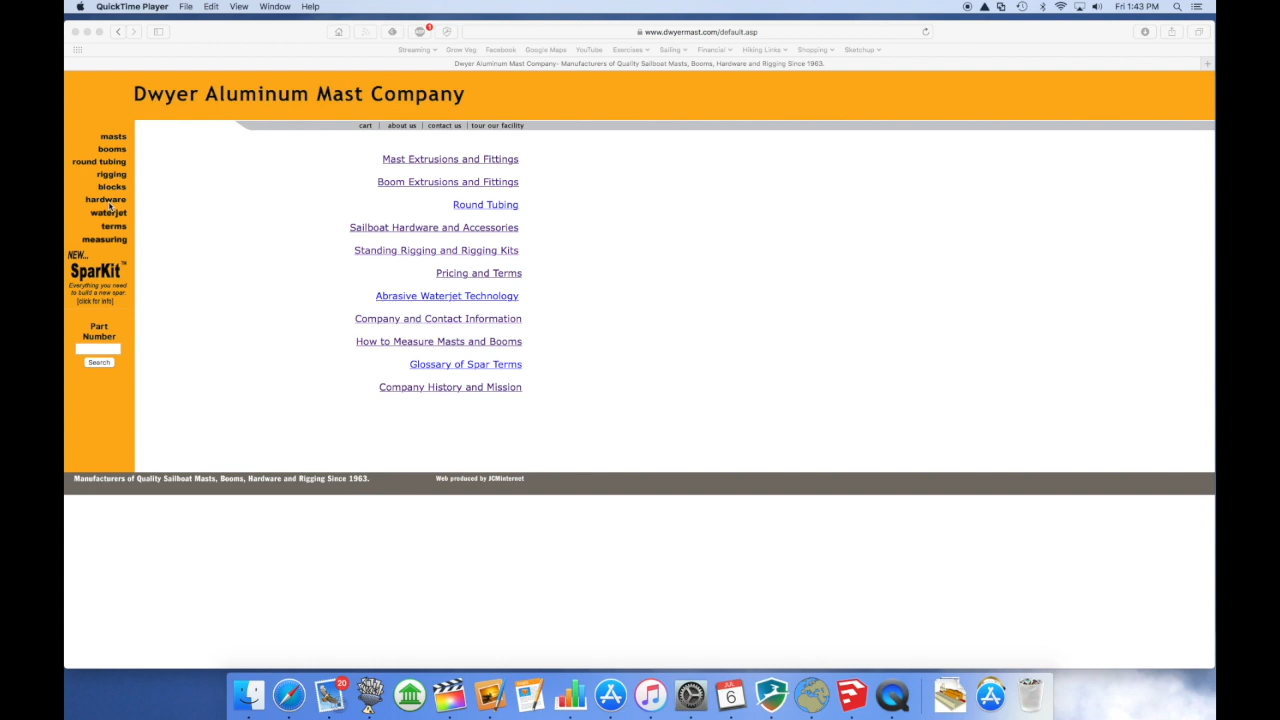 QuickTime Player File Edit View Window Help Fri 1:43 PM
1
www.dwyermast.com/default.asp
Streaming Grow Veg Facebook Google Maps YouTube Exercises Sailing Financial Hiking Links Shopping Sketchup
Dwyer Aluminum Mast Company- Manufacturers of Quality Sailboat Masts, Booms, Hardware and Rigging Since 1963.
Dwyer Aluminum Mast Company
cart | about us | contact us | tour our facility
masts
booms
round tubing
rigging
blocks
hardware
waterjet
terms
measuring
NEW...
SparKit™
Everything you need
to build a new spar.
[click for info]
Part
Number
Search
Mast Extrusions and Fittings
Boom Extrusions and Fittings
Round Tubing
Sailboat Hardware and Accessories
Standing Rigging and Rigging Kits
Pricing and Terms
Abrasive Waterjet Technology
Company and Contact Information
How to Measure Masts and Booms
Glossary of Spar Terms
Company History and Mission
Manufacturers of Quality Sailboat Masts, Booms, Hardware and Rigging Since 1963. Web produced by JCMinternet
20
JUL
6